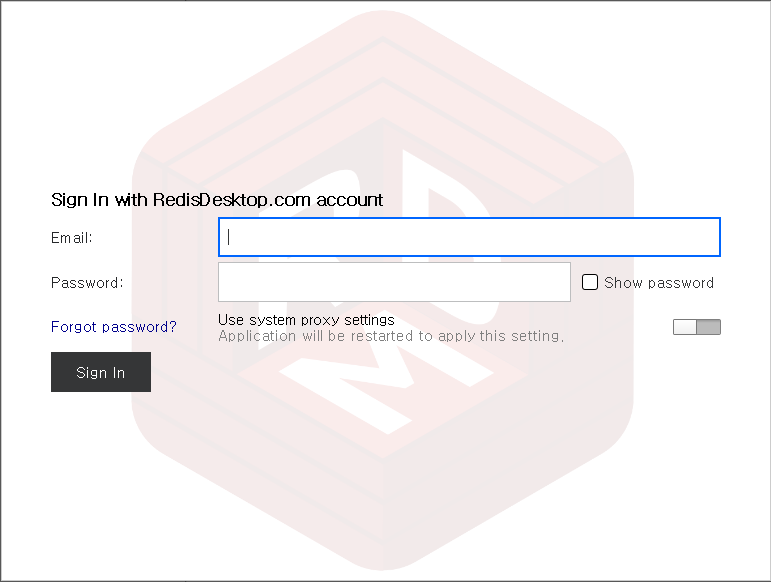 Sign In with RedisDesktop.com account
Email:
Password:
Show password
Forgot password?
Use system proxy settings
Application will be restarted to apply this setting.
Sign In
R D
M